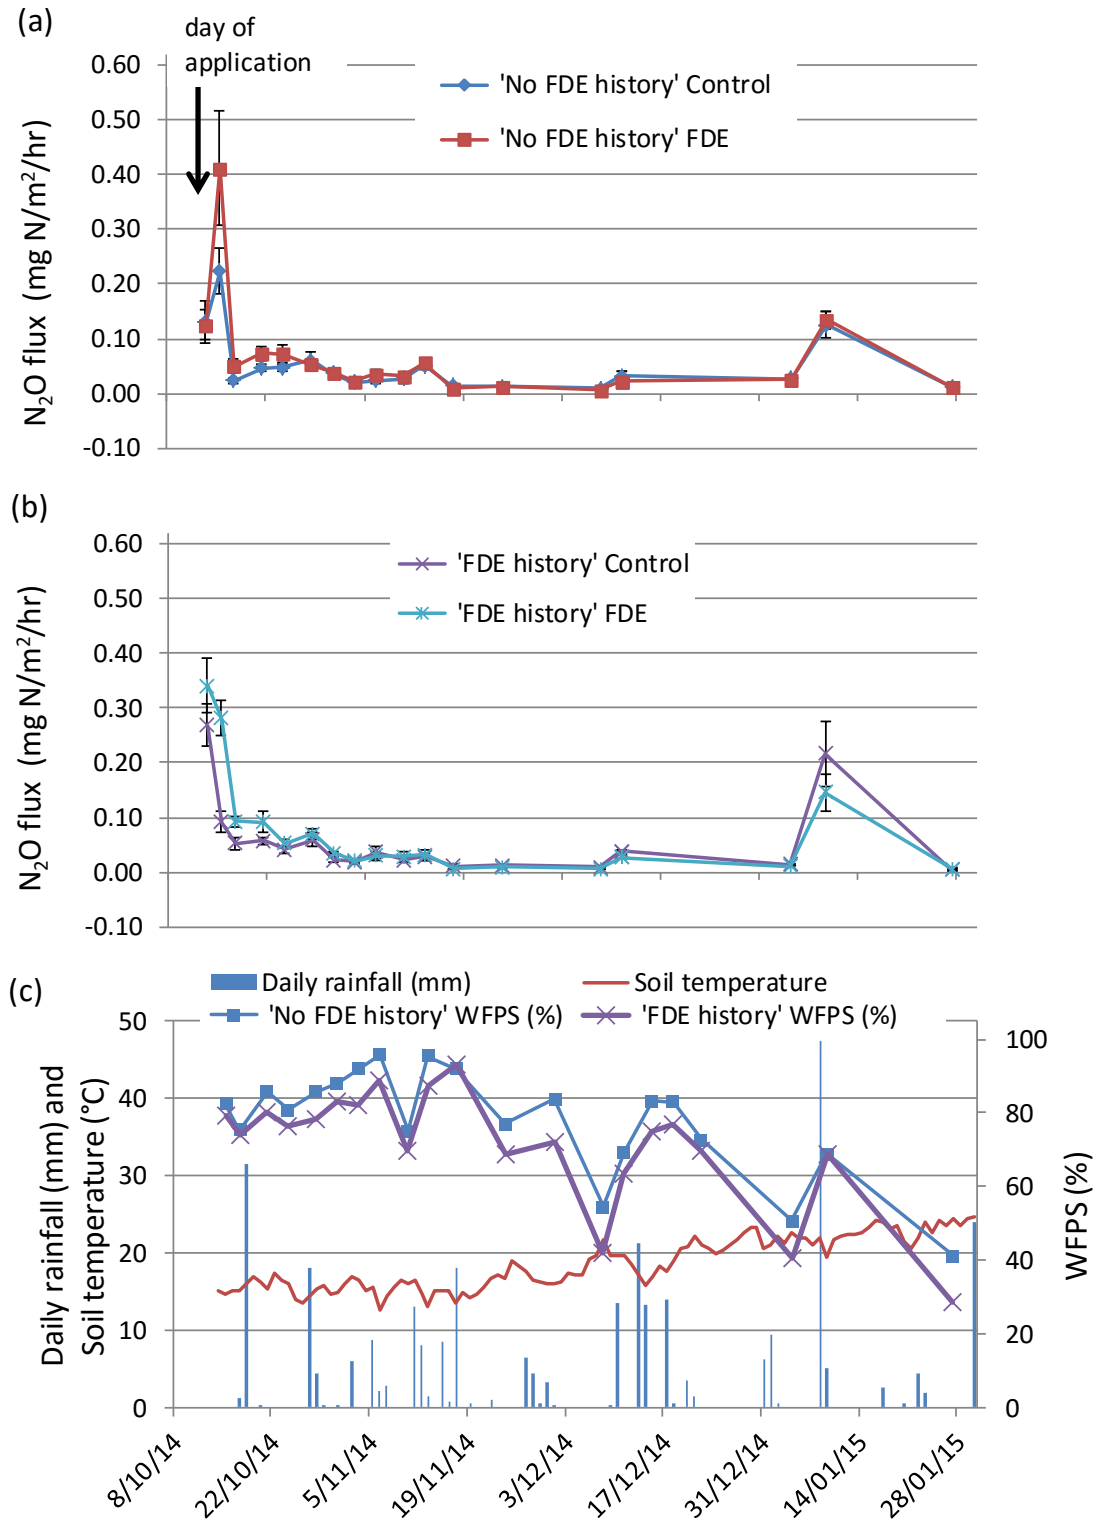 (a)
day of
application
'No FDE history' Control
'No FDE history' FDE
N₂O flux (mg N/m²/hr)
0.60
0.50
0.40
0.30
0.20
0.10
0.00
-0.10
(b)
'FDE history' Control
'FDE history' FDE
N₂O flux (mg N/m²/hr)
0.60
0.50
0.40
0.30
0.20
0.10
0.00
-0.10
(c)
Daily rainfall (mm)
Soil temperature
'No FDE history' WFPS (%)
'FDE history' WFPS (%)
Daily rainfall (mm) and
Soil temperature (°C)
50
40
30
20
10
0
100
80
60
40
20
0
WFPS (%)
8/10/14
22/10/14
5/11/14
19/11/14
3/12/14
17/12/14
31/12/14
14/01/15
28/01/15